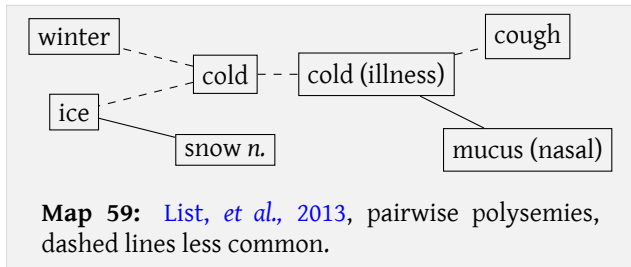 winter
cough
cold
cold (illness)
ice
snow n.
mucus (nasal)
Map 59: List, et al., 2013, pairwise polysemies,
dashed lines less common.